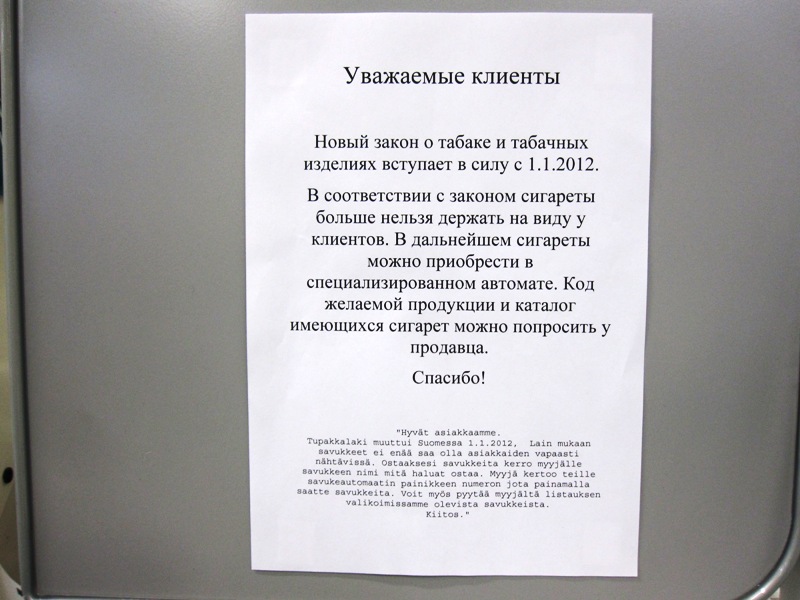 Уважаемые клиенты
Новый закон о табаке и табачных
изделиях вступает в силу с 1.1.2012.
В соответствии с законом сигареты
больше нельзя держать на виду у
клиентов. В дальнейшем сигареты
можно приобрести в
специализированном автомате. Код
желаемой продукции и каталог
имеющихся сигарет можно попросить у
продавца.
Спасибо!
"Hyvät asiakkaamme.
Tupakkalaki muuttui Suomessa 1.1.2012, Lain mukaan
savukkeet ei enää saa olla asiakkaiden vapaasti
nähtävissä. Ostaaksesi savukkeita kerro myyjälle
savukkeen nimi mitä haluat ostaa. Myyjä kertoo teille
savukeautomaatin painikkeen numeron jota painamalla
saatte savukkeita. Voit myös pyytää myyjältä listauksen
valikoimissamme olevista savukkeista.
Kiitos."